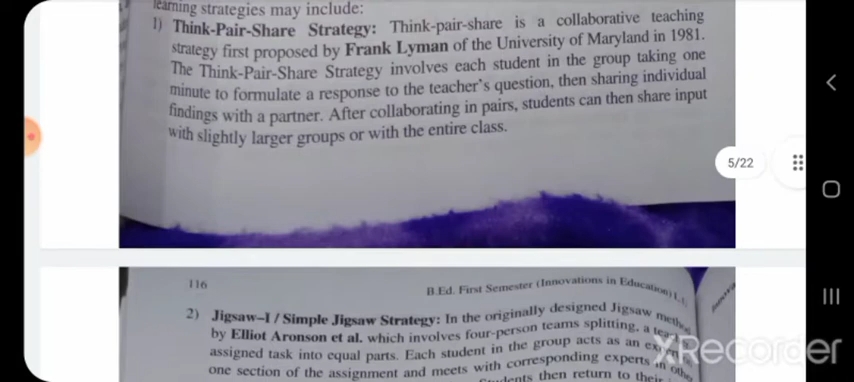 learning strategies may include:
1) Think-Pair-Share Strategy: Think-pair-share is a collaborative teaching
strategy first proposed by Frank Lyman of the University of Maryland in 1981.
The Think-Pair-Share Strategy involves each student in the group taking one
minute to formulate a response to the teacher's question, then sharing individual
findings with a partner. After collaborating in pairs, students can then share input
with slightly larger groups or with the entire class.
5/22
116
B.Ed. First Semester (Innovations in Education)
2) Jigsaw–I / Simple Jigsaw Strategy: In the originally designed Jigsaw
by Elliot Aronson et al. which involves four-person teams splitting, a
assigned task into equal parts. Each student in the group acts as an
one section of the assignment and meets with corresponding experts in
then return to their
XRecorder